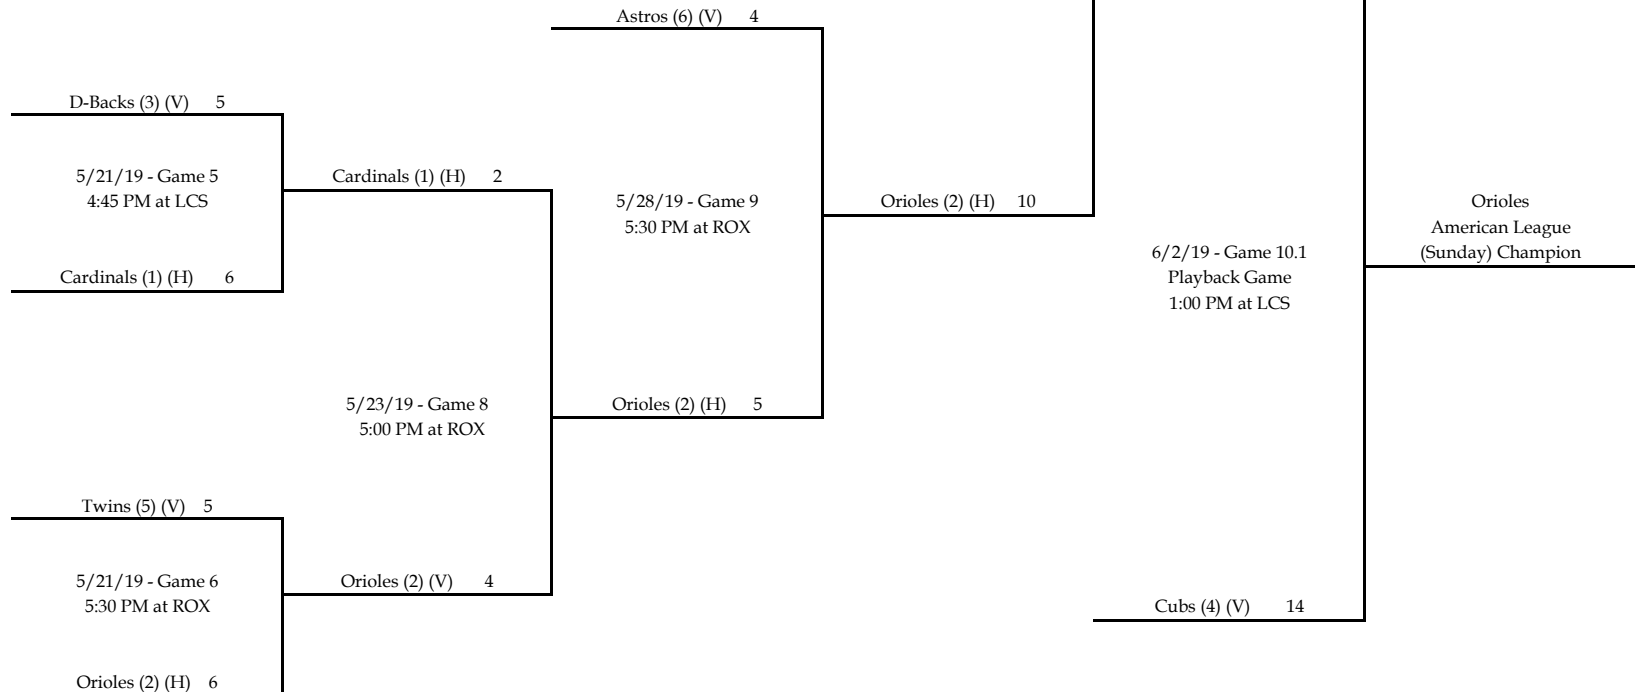 Astros (6) (V) 4
D-Backs (3) (V) 5
5/21/19 - Game 5
4:45 PM at LCS
Cardinals (1) (H) 2
5/28/19 - Game 9
5:30 PM at ROX
Orioles (2) (H) 10
Orioles
American League
(Sunday) Champion
6/2/19 - Game 10.1
Playback Game
1:00 PM at LCS
Cardinals (1) (H) 6
5/23/19 - Game 8
5:00 PM at ROX
Orioles (2) (H) 5
Twins (5) (V) 5
5/21/19 - Game 6
5:30 PM at ROX
Orioles (2) (V) 4
Cubs (4) (V) 14
Orioles (2) (H) 6